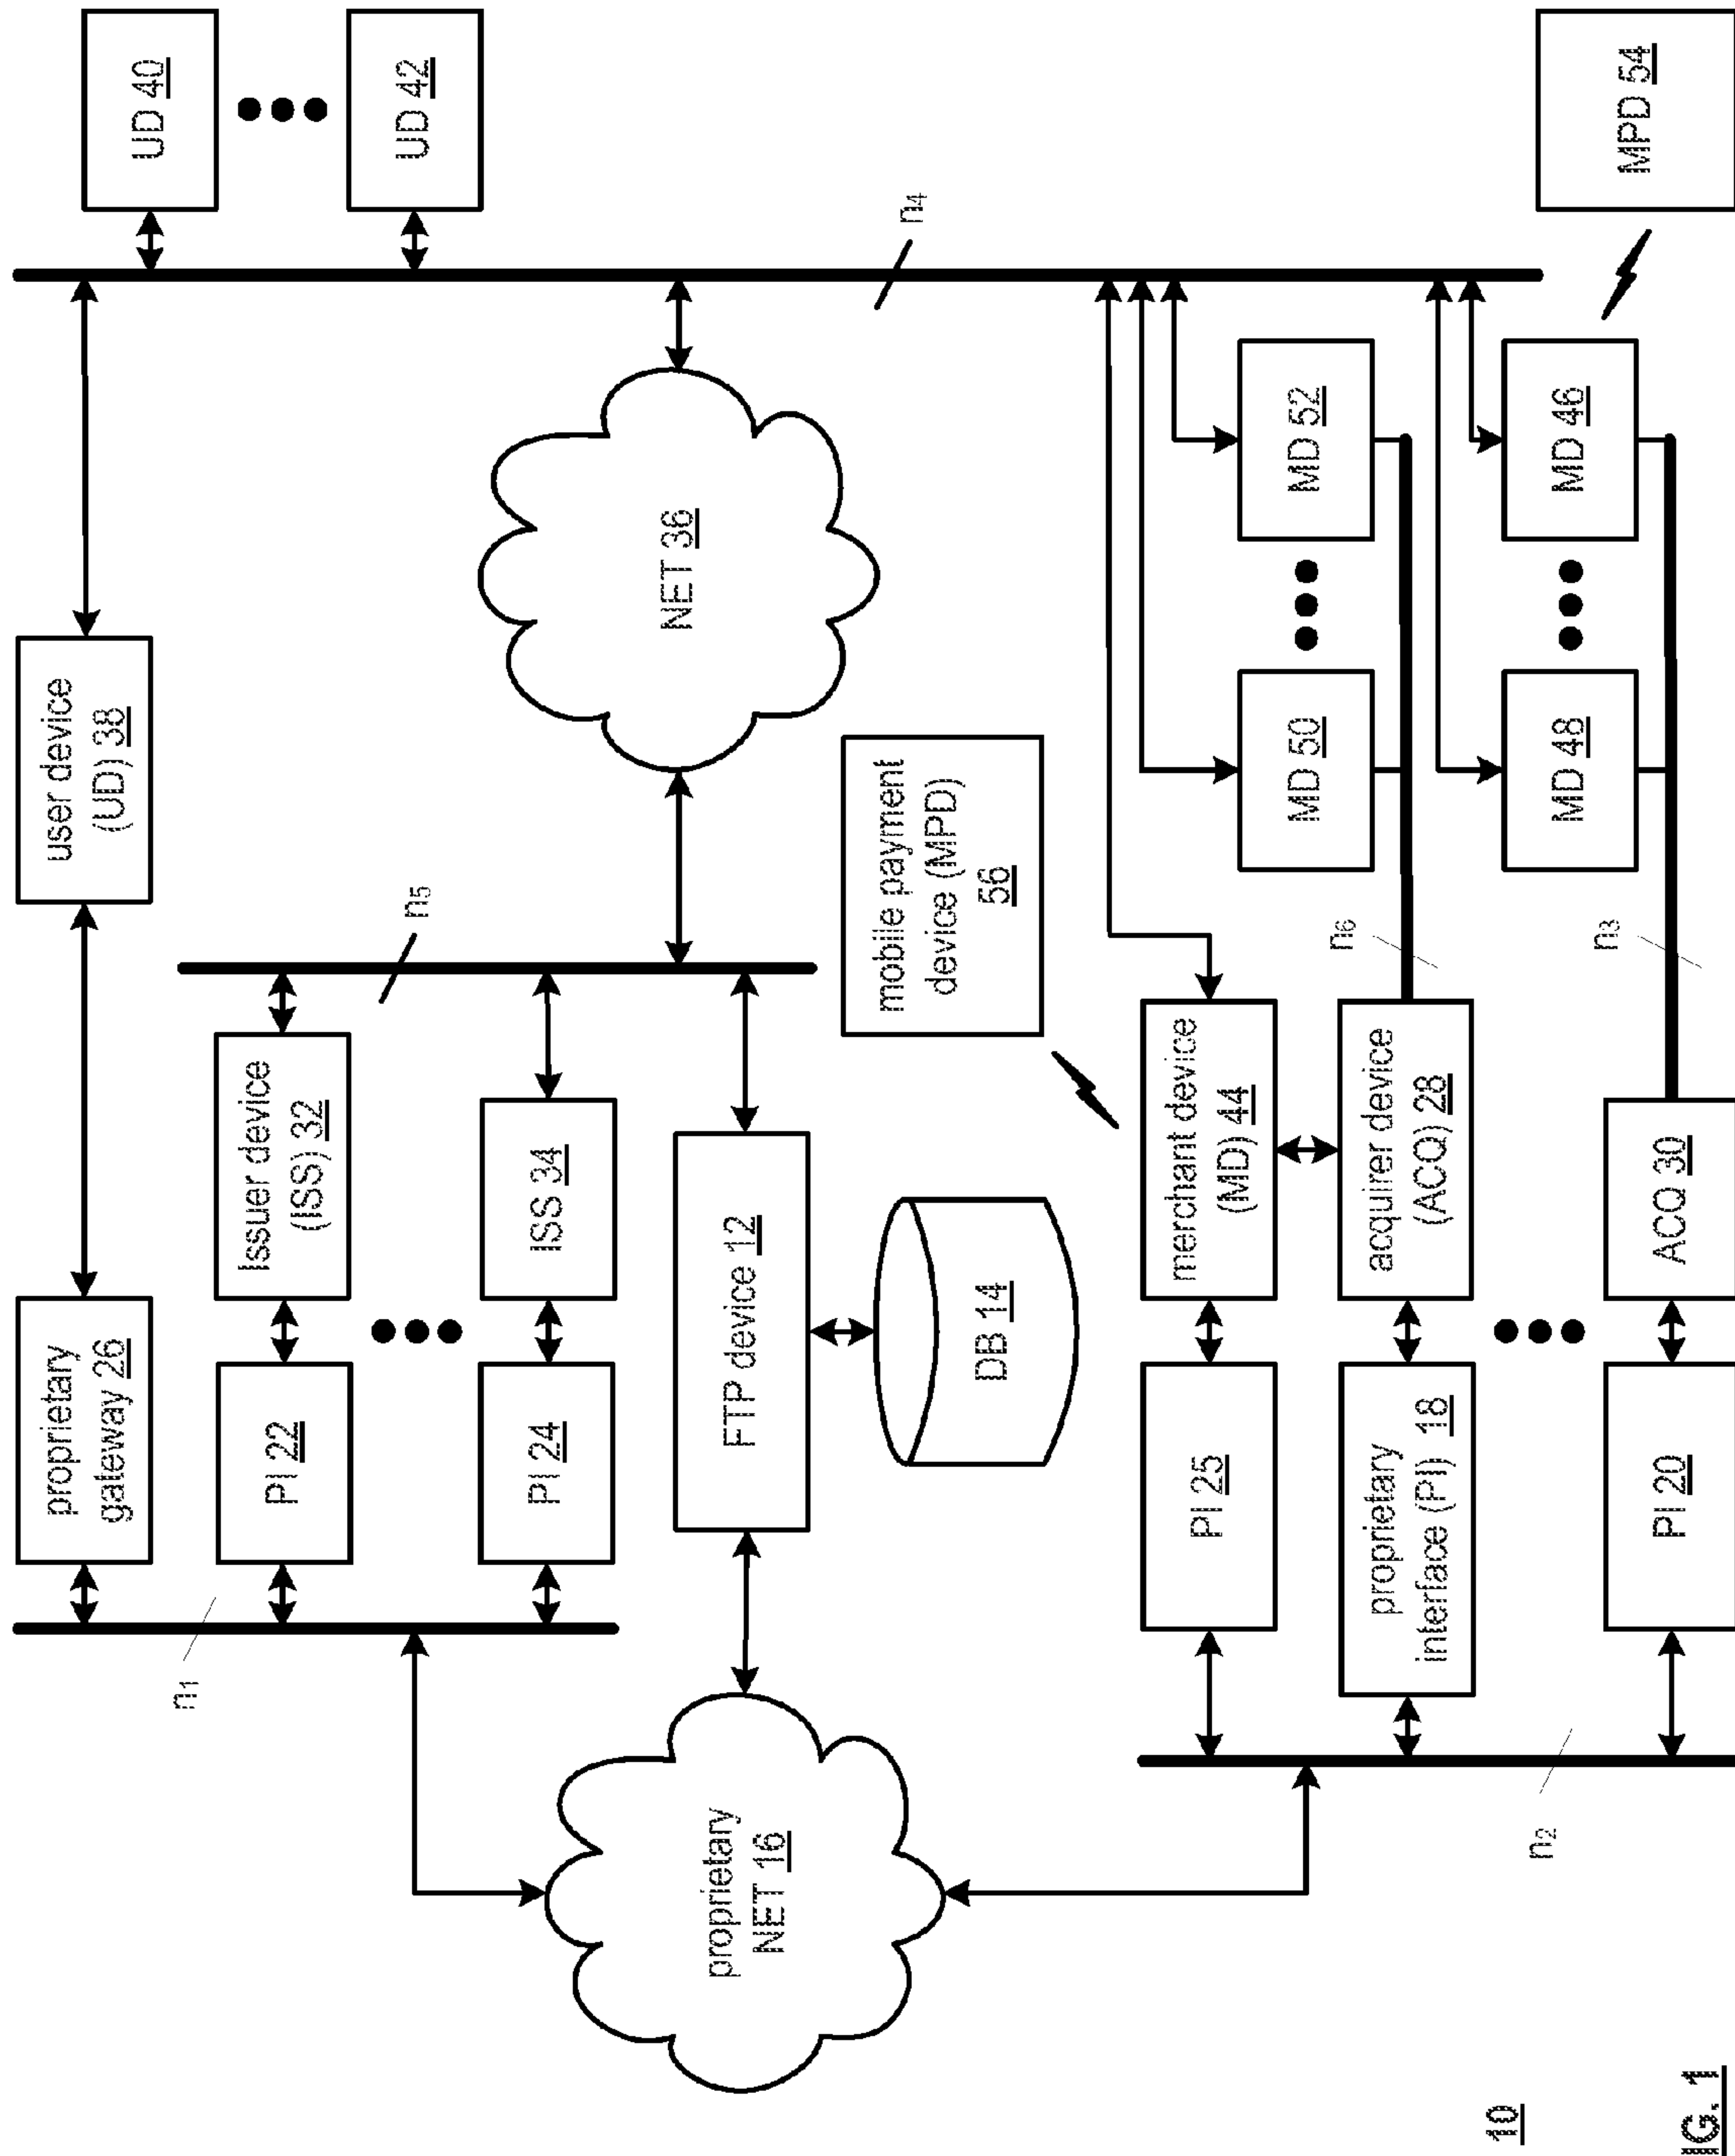 proprietary
gateway 26
user device
(UD) 38
UD 40
n1
PI 22
Issuer device
(ISS) 32
n5
UD 42
PI 24
ISS 34
proprietary
NET 16
FTP device 12
NET 36
DB 14
mobile payment
device (MPD)
56
n4
PI 25
merchant device
(MD) 44
proprietary
interface (PI) 18
acquirer device
(ACQ) 28
n6
MD 50
MD 52
n2
PI 20
ACQ 30
n3
MD 48
MD 46
MPD 54
10
IG. 1